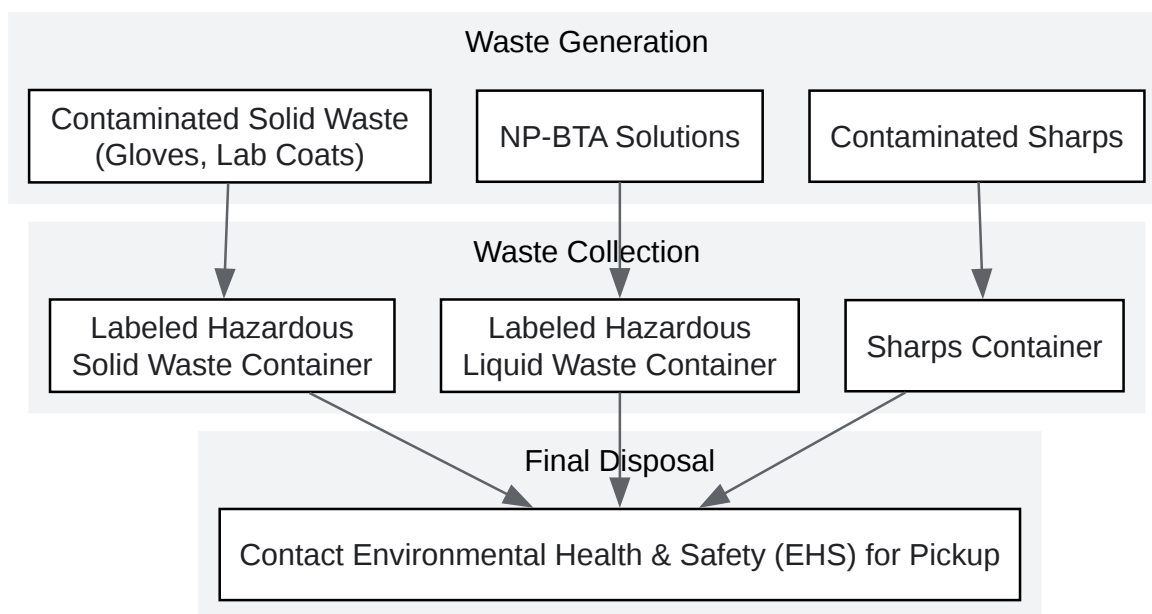 Waste Generation
Contaminated Solid Waste
(Gloves, Lab Coats)
NP-BTA Solutions
Contaminated Sharps
Waste Collection
Labeled Hazardous
Solid Waste Container
Labeled Hazardous
Liquid Waste Container
Sharps Container
Final Disposal
Contact Environmental Health & Safety (EHS) for Pickup